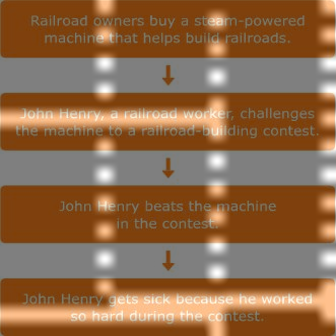 Railroad owners buy a steam-powered
machine that helps build railroads.
John Henry, a railroad worker, challenges
the machine to a railroad-building contest.
John Henry beats the machine
in the contest.
John Henry gets sick because he worked
so hard during the contest.